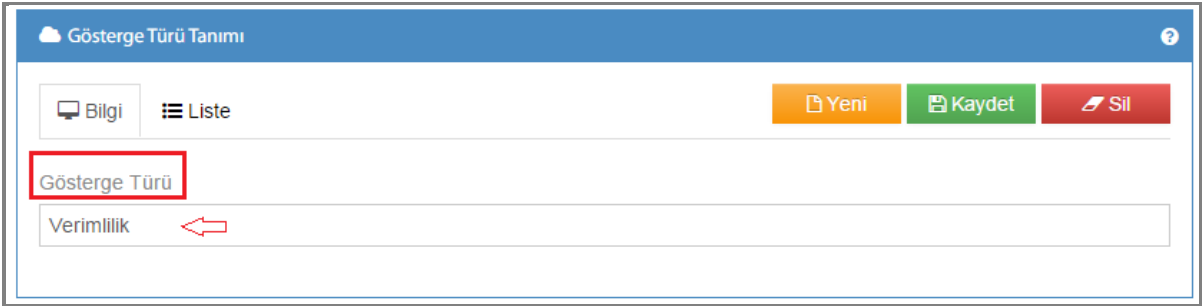 Gösterge Türü Tanımı
Bilgi Liste Yeni Kaydet Sil
Gösterge Türü
Verimlilik